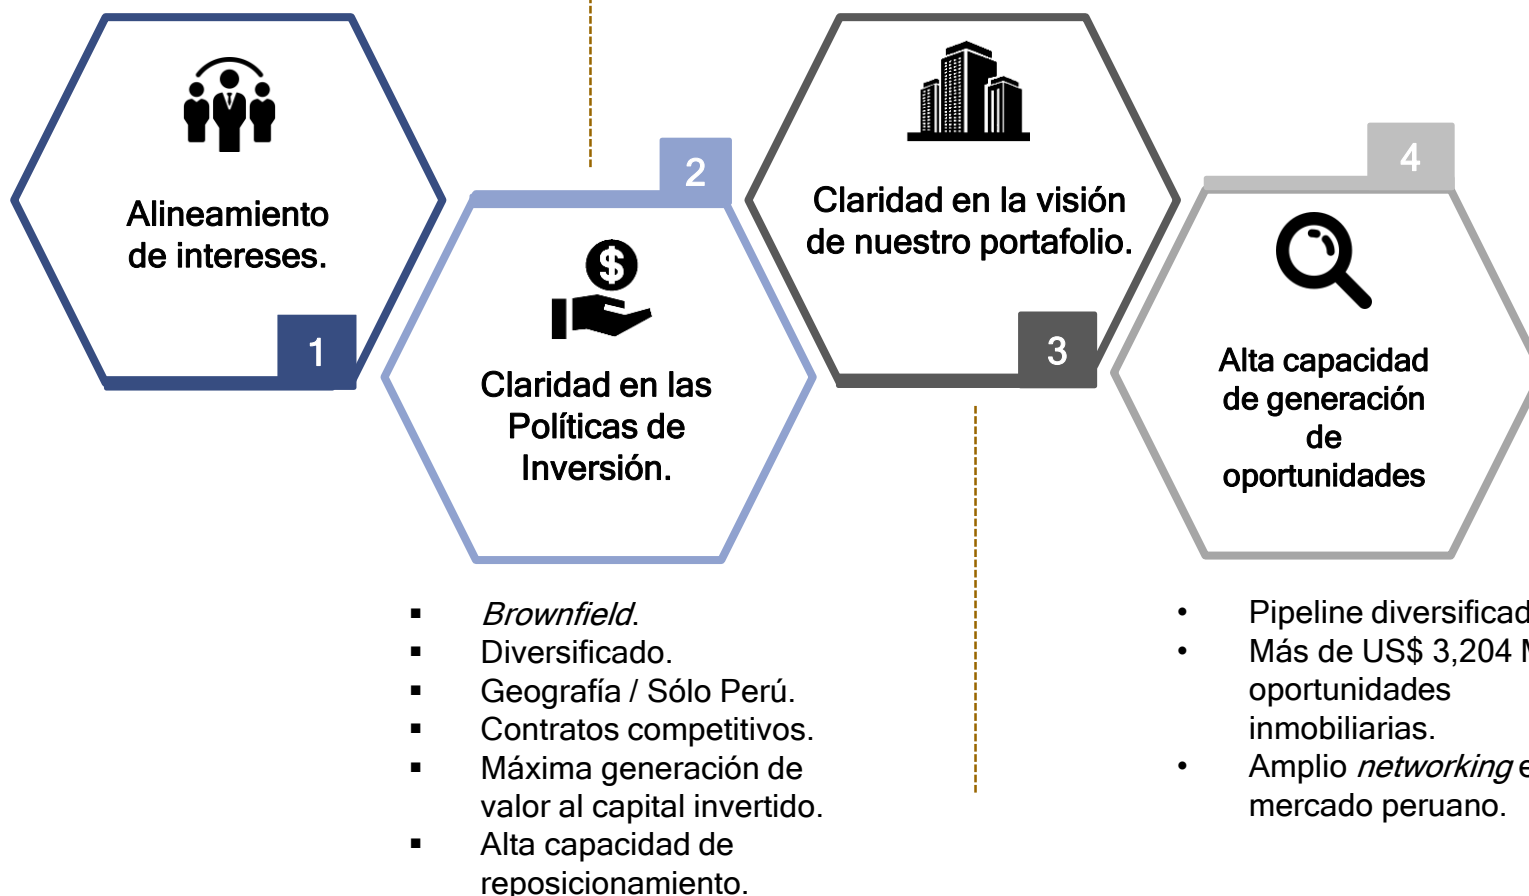 Alineamiento
de intereses.
1
2
Claridad en las
Políticas de
Inversión.
Brownfield.
Diversificado.
Geografía / Sólo Perú.
Contratos competitivos.
Máxima generación de
valor al capital invertido.
Alta capacidad de
reposicionamiento.
Claridad en la visión
de nuestro portafolio.
3
4
Alta capacidad
de generación
de
oportunidades
Pipeline
Más de US$ 3,204
oportunidades
inmobiliarias.
Amplio networking
mercado peruano.